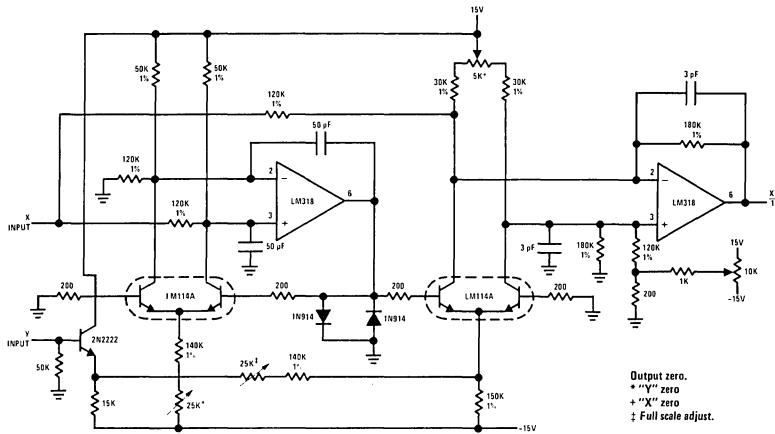 15V
50K
1%
50K
1%
30K
1%
5K*
30K
1%
3 pF
120K
1%
180K
1%
50 pF
120K
1%
2
LM318
6
3
2
LM318
6
3
X
1
X
INPUT
120K
1%
50 pF
3 pF
180K
1%
120K
1%
15V
10K
-15V
1K
200
200
LM114A
200
200
LM114A
200
1N914
1N914
Y
INPUT
2N2222
50K
140K
1%
25K‡
140K
1%
15K
25K+
150K
1%
-15V
Output zero.
* "Y" zero
+ "X" zero
‡ Full scale adjust.